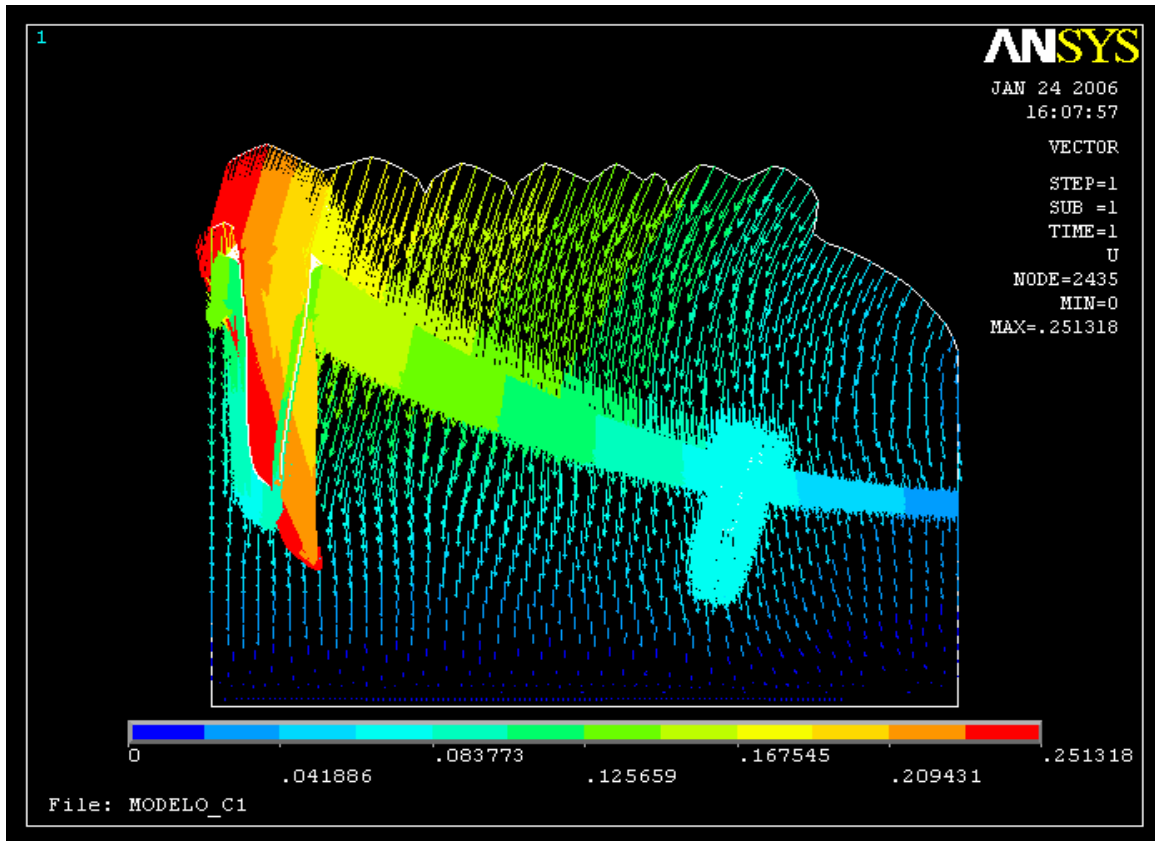 1
ANSYS
JAN 24 2006
16:07:57
VECTOR
STEP=1
SUB =1
TIME=1
U
NODE=2435
MIN=0
MAX=.251318
0
.041886
.083773
.125659
.167545
.209431
.251318
File: MODELO_C1